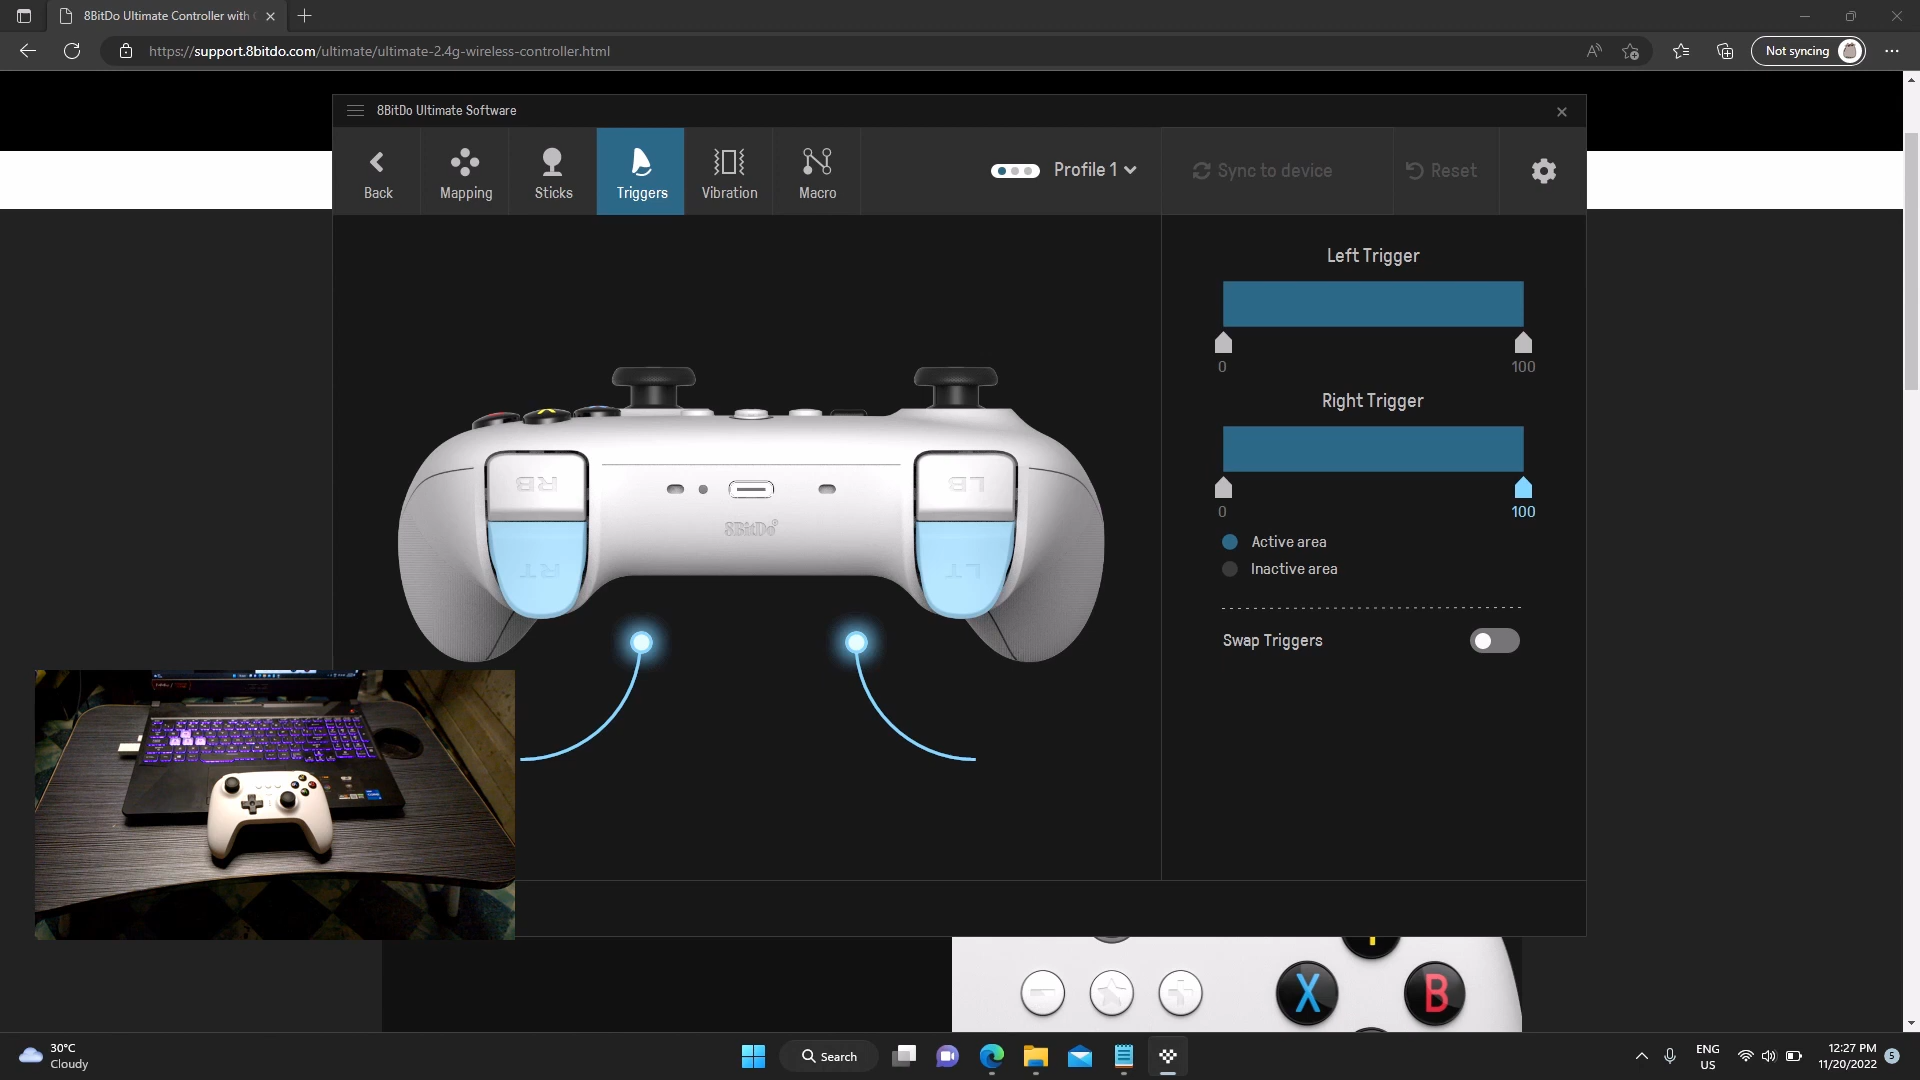 8BitDo Ultimate Controller with
https://support.8bitdo.com/ultimate/ultimate-2.4g-wireless-controller.html
Not syncing
8BitDo Ultimate Software
Back
Mapping
Sticks
Triggers
Vibration
Macro
Profile 1
Sync to device
Reset
Left Trigger
0
100
Right Trigger
0
100
Active area
Inactive area
Swap Triggers
RB
LB
8BitDo
RT
LT
X
B
30°C
Cloudy
Search
ENG
US
12:27 PM
11/20/2022
5